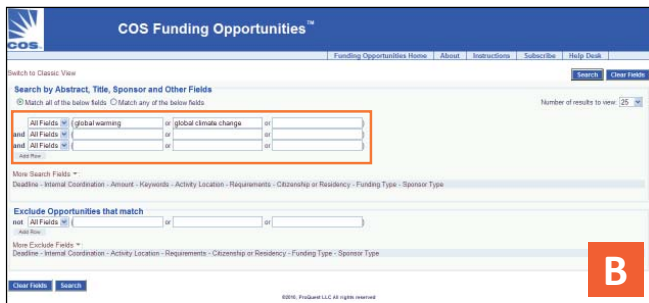 COS Funding Opportunities™
COS
Funding Opportunities Home | About | Instructions | Subscribe | Help Desk
Switch to Classic View
Search Clear Fields
Search by Abstract, Title, Sponsor and Other Fields
Match all of the below fields Match any of the below fields
Number of results to view: 25
All Fields ( global warming or global climate change or )
and All Fields ( or or )
and All Fields ( or or )
Add Row
More Search Fields
Deadline - Internal Coordination - Amount - Keywords - Activity Location - Requirements - Citizenship or Residency - Funding Type - Sponsor Type
Exclude Opportunities that match
not All Fields ( or or )
Add Row
More Exclude Fields
Deadline - Internal Coordination - Activity Location - Requirements - Citizenship or Residency - Funding Type - Sponsor Type
Clear Fields Search
B
©2010, ProQuest LLC All rights reserved